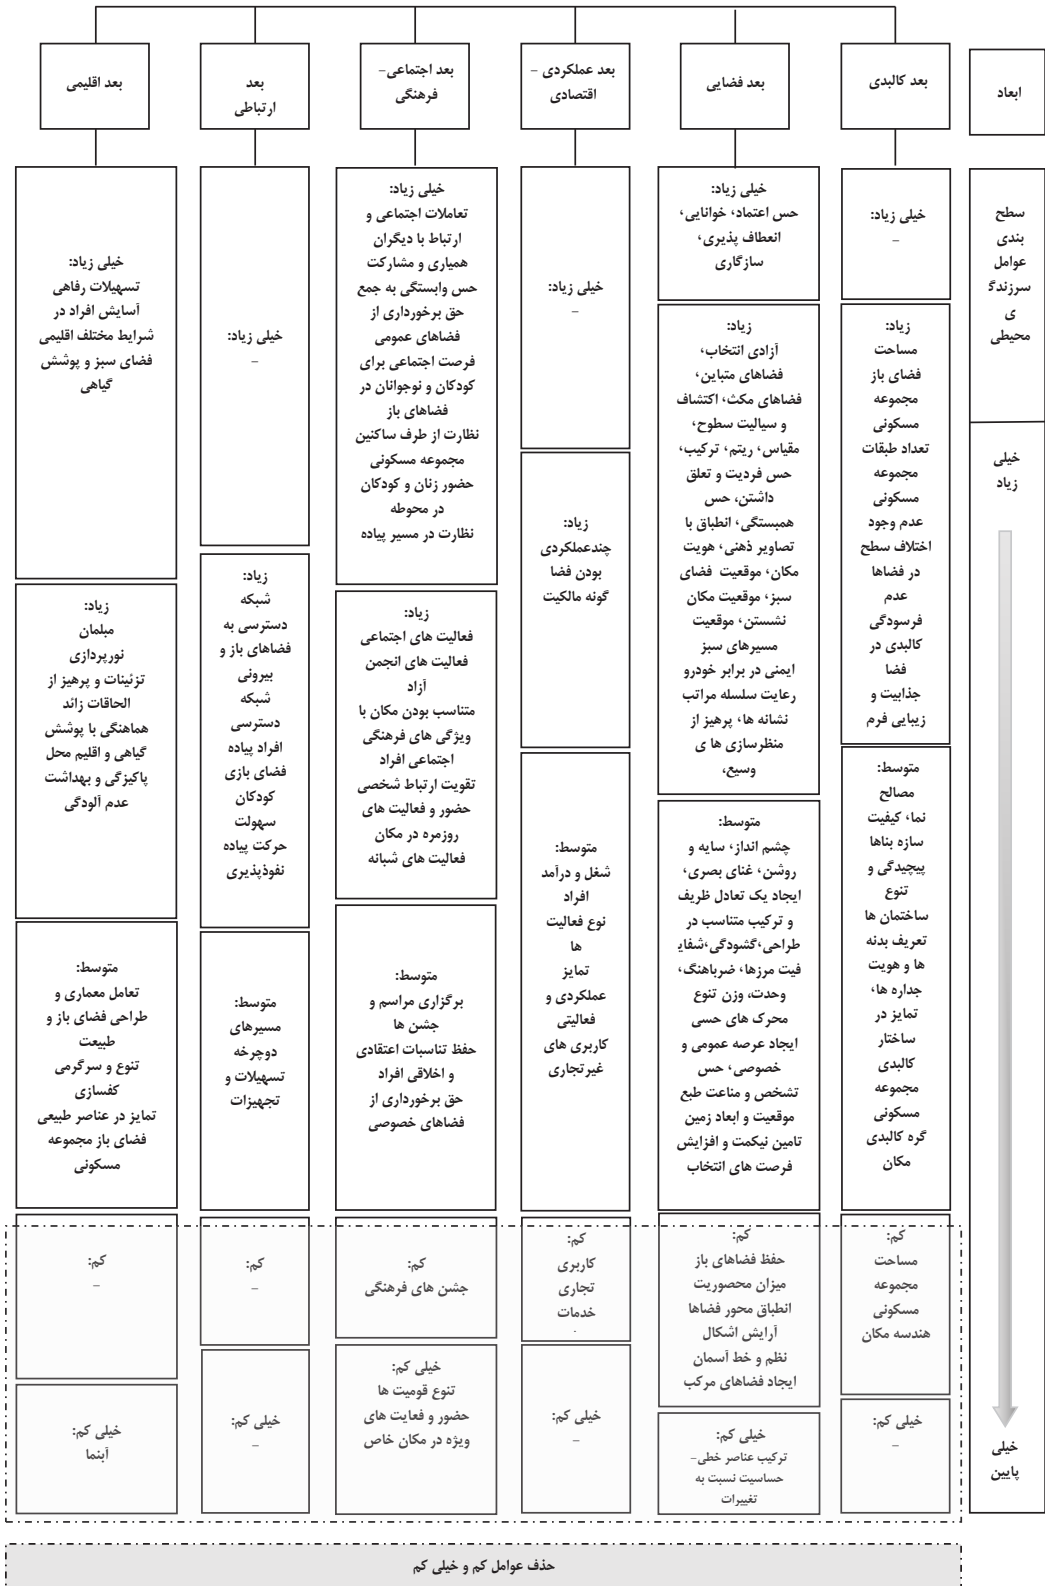 ابعاد
بعد کالبدی
بعد فضایی
بعد عملکردی –
اقتصادی
بعد اجتماعی–
فرهنگی
بعد
ارتباطی
بعد اقلیمی
سطح
بندی
عوامل
سرزندگ
ی
محیطی
خیلی
زیاد
خیلی
پایین
خیلی زیاد:
–
زیاد:
مساحت
فضای باز
مجموعه
مسکونی
تعداد طبقات
مجموعه
مسکونی
عدم وجود
اختلاف سطح
در فضاها
عدم
فرسودگی
کالبدی در
فضا
جذابیت و
زیبایی فرم
متوسط:
مصالح
نما، کیفیت
سازه بناها
پیچیدگی و
تنوع
ساختمان ها
تعریف بدنه
ها و هویت
جداره ها،
تمایز در
ساختار
کالبدی
مجموعه
مسکونی
گره کالبدی
مکان
کم:
مساحت
مجموعه
مسکونی
هندسه مکان
خیلی کم:
–
خیلی زیاد:
حس اعتماد، خوانایی،
انعطاف پذیری،
سازگاری
زیاد:
آزادی انتخاب،
فضاهای متباین،
فضاهای مکث، اکتشاف
و سیالیت سطوح،
مقیاس، ریتم، ترکیب،
حس فردیت و تعلق
داشتن، حس
همبستگی، انطباق با
تصاویر ذهنی، هویت
مکان، موقعیت فضای
سبز، موقعیت مکان
نشستن، موقعیت
مسیرهای سبز
ایمنی در برابر خودرو
رعایت سلسله مراتب
نشانه ها، پرهیز از
منظرسازی ها ی
وسیع،
متوسط:
چشم انداز، سایه و
روشن، غنای بصری،
ایجاد یک تعادل ظریف
و ترکیب متناسب در
طراحی،گشودگی،شفای
فیت مرزها، ضرباهنگ،
وحدت، وزن تنوع
محرک های حسی
ایجاد عرصه عمومی و
خصوصی، حس
تشخص و مناعت طبع
موقعیت و ابعاد زمین
تامین نیکمت و افزایش
فرصت های انتخاب
کم:
حفظ فضاهای باز
میزان محصوریت
انطباق محور فضاها
آرایش اشکال
نظم و خط آسمان
ایجاد فضاهای مرکب
خیلی کم:
ترکیب عناصر خطی–
حساسیت نسبت به
تغییرات
خیلی زیاد:
–
زیاد:
چندعملکردی
بودن فضا
گونه مالکیت
متوسط:
شغل و درآمد
افراد
نوع فعالیت
ها
تمایز
عملکردی و
فعالیتی
کاربری های
غیرتجاری
کم:
کاربری
تجاری
خدمات
.
خیلی کم:
–
خیلی زیاد:
تعاملات اجتماعی و
ارتباط با دیگران
همیاری و مشارکت
حس وابستگی به جمع
حق برخورداری از
فضاهای عمومی
فرصت اجتماعی برای
کودکان و نوجوانان در
فضاهای باز
نظارت از طرف ساکنین
مجموعه مسکونی
حضور زنان و کودکان
در محوطه
نظارت در مسیر پیاده
زیاد:
فعالیت های اجتماعی
فعالیت های انجمن
آزاد
متناسب بودن مکان با
ویژگی های فرهنگی
اجتماعی افراد
تقویت ارتباط شخصی
حضور و فعالیت های
روزمره در مکان
فعالیت های شبانه
متوسط:
برگزاری مراسم و
جشن ها
حفظ تناسبات اعتقادی
و اخلاقی افراد
حق برخورداری از
فضاهای خصوصی
کم:
جشن های فرهنگی
خیلی کم:
تنوع قومیت ها
حضور و فعایت های
ویژه در مکان خاص
خیلی زیاد:
–
زیاد:
شبکه
دسترسی به
فضاهای باز و
بیرونی
شبکه
دسترسی
افراد پیاده
فضای بازی
کودکان
سهولت
حرکت پیاده
نفوذپذیری
متوسط:
مسیرهای
دوچرخه
تسهیلات و
تجهیزات
کم:
–
خیلی کم:
–
خیلی زیاد:
تسهیلات رفاهی
آسایش افراد در
شرایط مختلف اقلیمی
فضای سبز و پوشش
گیاهی
زیاد:
مبلمان
نورپردازی
تزئینات و پرهیز از
الحاقات زائد
هماهنگی با پوشش
گیاهی و اقلیم محل
پاکیزگی و بهداشت
عدم آلودگی
متوسط:
تعامل معماری و
طراحی فضای باز و
طبیعت
تنوع و سرگرمی
کفسازی
تمایز در عناصر طبیعی
فضای باز مجموعه
مسکونی
کم:
–
خیلی کم:
آبنما
حذف عوامل کم و خیلی کم